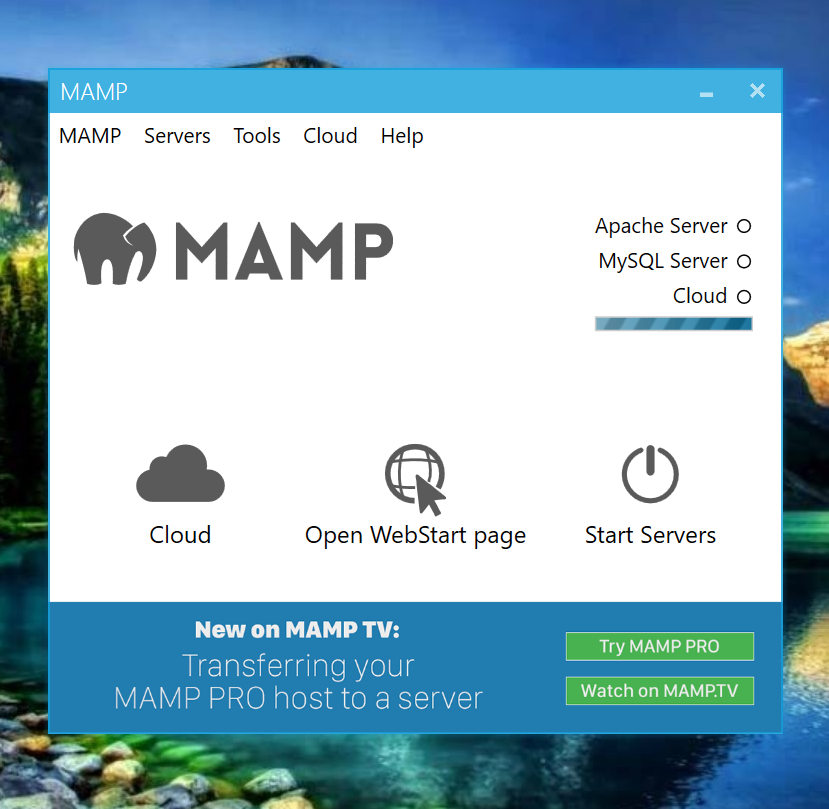 MAMP
MAMP Servers Tools Cloud Help
MAMP
Apache Server
MySQL Server
Cloud
Cloud
Open WebStart page
Start Servers
New on MAMP TV:
Transferring your
MAMP PRO host to a server
Try MAMP PRO
Watch on MAMP.TV